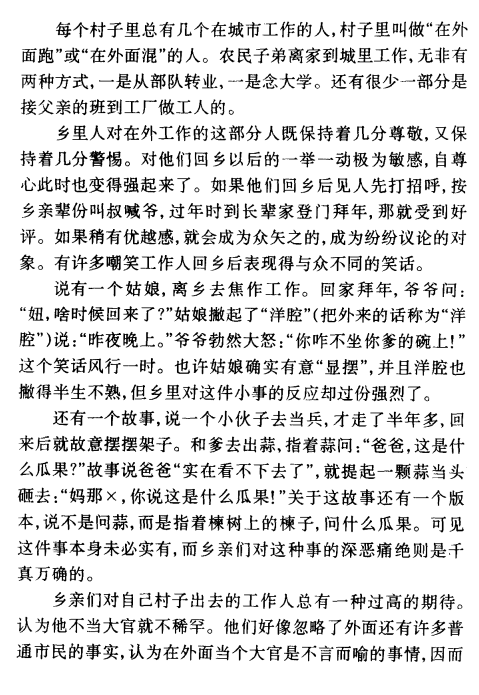 每个村子里总有几个在城市工作的人,村子里叫做“在外
面跑”或“在外面混”的人。农民子弟离家到城里工作,无非有
两种方式,一是从部队转业,一是念大学。还有很少一部分是
接父亲的班到工厂做工人的。
乡里人对在外工作的这部分人既保持着几分尊敬,又保
持着几分警惕。对他们回乡以后的一举一动极为敏感,自尊
心此时也变得强起来了。如果他们回乡后见人先打招呼,按
乡亲辈份叫叔喊爷,过年时到长辈家登门拜年,那就受到好
评。如果稍有优越感,就会成为众矢之的,成为纷纷议论的对
象。有许多嘲笑工作人回乡后表现得与众不同的笑话。
说有一个姑娘,离乡去焦作工作。回家拜年,爷爷问:
“妞,啥时候回来了?”姑娘撇起了“洋腔”(把外来的话称为“洋
腔”)说:“昨夜晚上。”爷爷勃然大怒:“你咋不坐你爹的碗上!”
这个笑话风行一时。也许姑娘确实有意“显摆”,并且洋腔也
撇得半生不熟,但乡里对这件小事的反应却过份强烈了。
还有一个故事,说一个小伙子去当兵,才走了半年多,回
来后就故意摆摆架子。和爹去出蒜,指着蒜问:“爸爸,这是什
么瓜果?”故事说爸爸“实在看不下去了”,就提起一颗蒜当头
砸去:“妈那×,你说这是什么瓜果!”关于这故事还有一个版
本,说不是问蒜,而是指着楝树上的楝子,问什么瓜果。可见
这件事本身未必实有,而乡亲们对这种事的深恶痛绝则是千
真万确的。
乡亲们对自己村子出去的工作人总有一种过高的期待。
认为他不当大官就不稀罕。他们好像忽略了外面还有许多普
通市民的事实,认为在外面当个大官是不言而喻的事情,因而